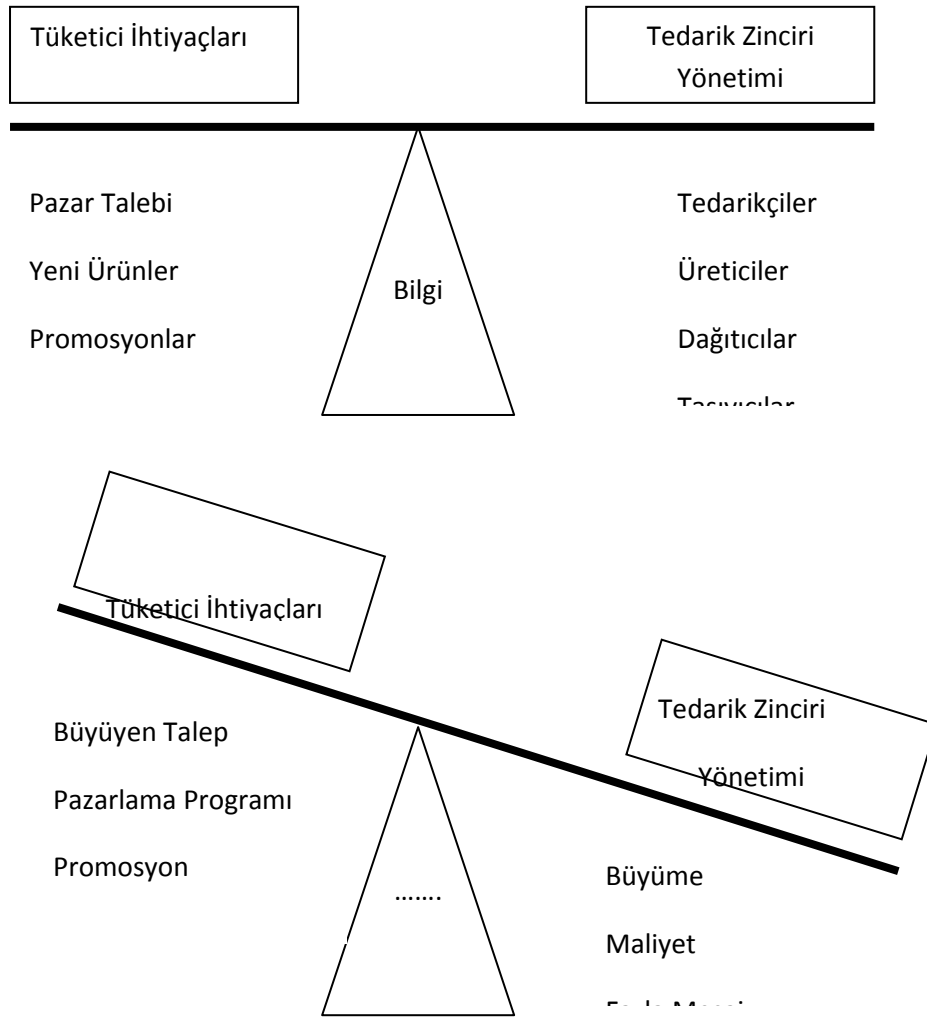 Tüketici İhtiyaçları
Tedarik Zinciri
Yönetimi
Pazar Talebi
Yeni Ürünler
Promosyonlar
Bilgi
Tedarikçiler
Üreticiler
Dağıtıcılar
Tüketici İhtiyaçları
Tedarik Zinciri
Yönetimi
Büyüyen Talep
Pazarlama Programı
Promosyon
.......
Büyüme
Maliyet